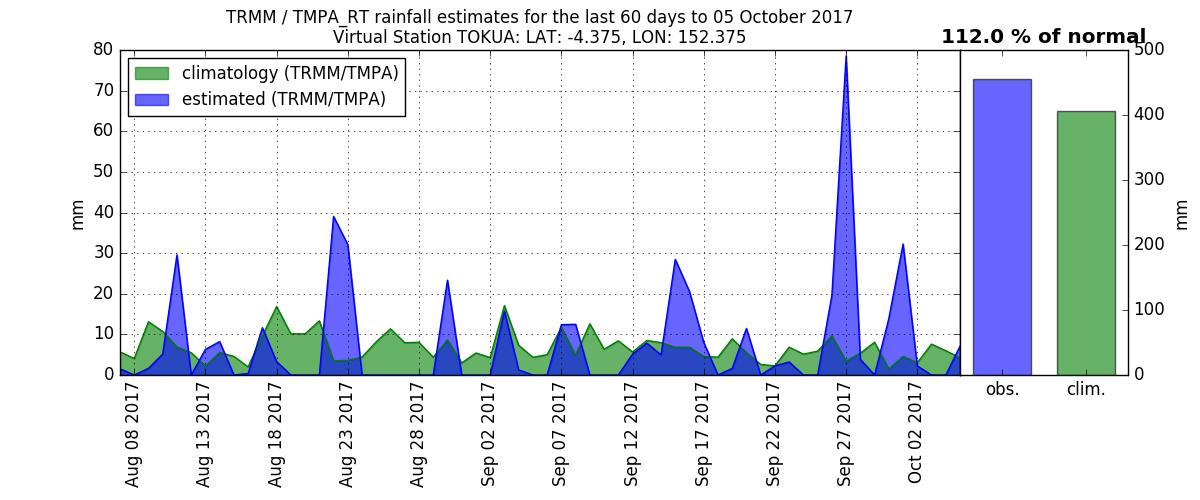 TRMM / TMPA_RT rainfall estimates for the last 60 days to 05 October 2017
Virtual Station TOKUA: LAT: -4.375, LON: 152.375
112.0 % of normal
climatology (TRMM/TMPA)
estimated (TRMM/TMPA)
mm
80
70
60
50
40
30
20
10
0
Aug 08 2017
Aug 13 2017
Aug 18 2017
Aug 23 2017
Aug 28 2017
Sep 02 2017
Sep 07 2017
Sep 12 2017
Sep 17 2017
Sep 22 2017
Sep 27 2017
Oct 02 2017
500
400
300
200
100
0
mm
obs.
clim.